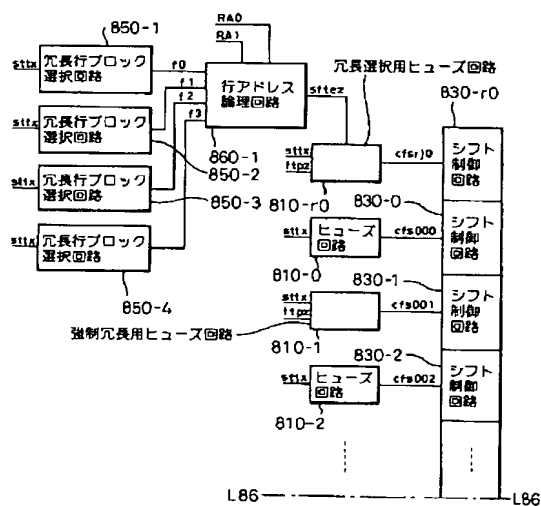 850-1
RA0
RA1
sttx
冗長行ブロック
選択回路
f0
f1
f2
f3
行アドレス
論理回路
sftez
冗長選択用ヒューズ回路
830-r0
sttx
冗長行ブロック
選択回路
860-1
850-2
sttx
ttpz
cfsrj0
シフト
制御
回路
sttx
冗長行ブロック
選択回路
850-3
810-r0
830-0
sttx
ヒューズ
回路
cfs000
シフト
制御
回路
sttx
冗長行ブロック
選択回路
850-4
810-0
830-1
sttx
ttpz
cfs001
シフト
制御
回路
強制冗長用ヒューズ回路
810-1
830-2
sttx
ヒューズ
回路
cfs002
シフト
制御
回路
810-2
L86
L86